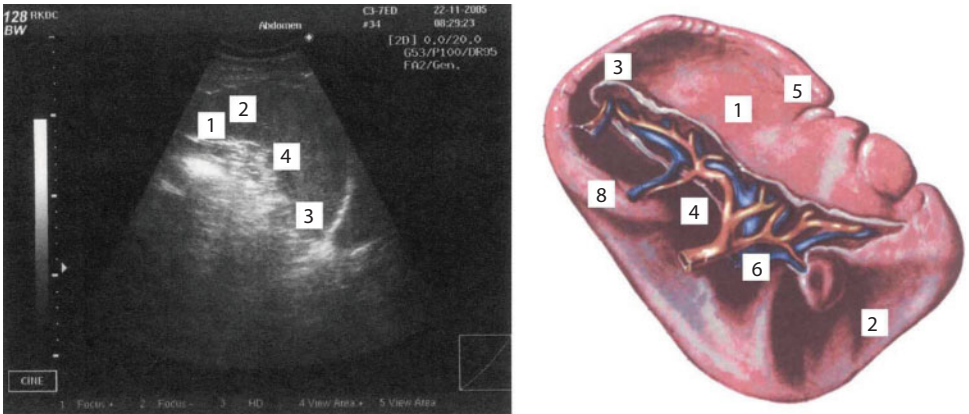 128 RKDC
BW
Abdomen
C3-7ED 22-11-2005
#34 08:29:23
[2D] 0.0/20.0
G53/P100/DR95
FA2/Gen.
2
1
4
3
CINE
1 Focus + 2 Focus - 3 HD 4 View Area + 5 View Area
3
5
1
8
4
6
2